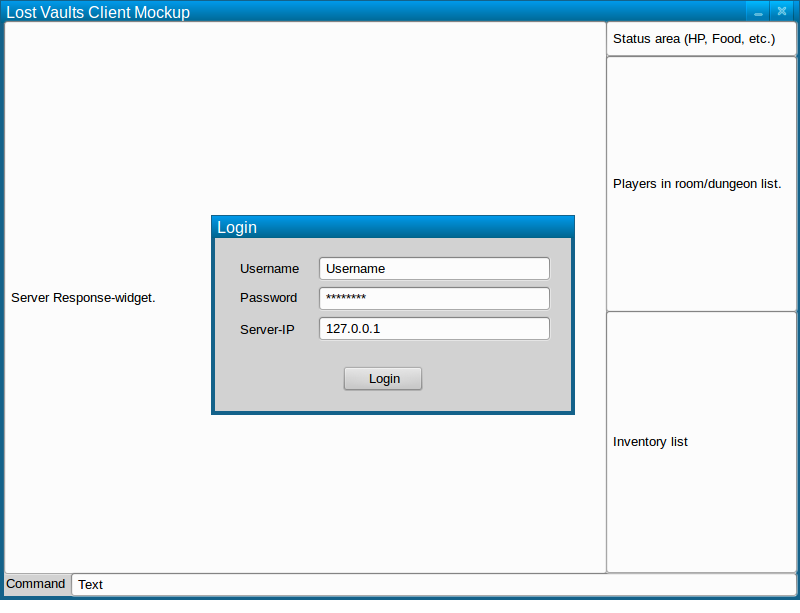 Lost Vaults Client Mockup
Status area (HP, Food, etc.)
Players in room/dungeon list.
Server Response-widget.
Login
Username Username
Password ********
Server-IP 127.0.0.1
Login
Inventory list
Command Text